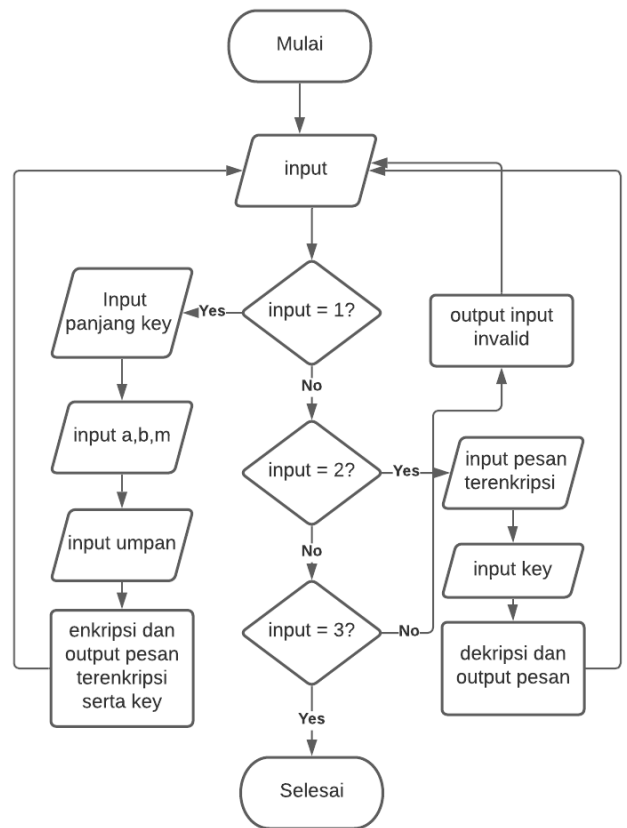 Mulai
input
input = 1?
Yes
Input
panjang key
input a,b,m
input umpan
enkripsi dan
output pesan
terenkripsi
serta key
No
input = 2?
Yes
input pesan
terenkripsi
input key
dekripsi dan
output pesan
No
input = 3?
No
output input
invalid
Yes
Selesai